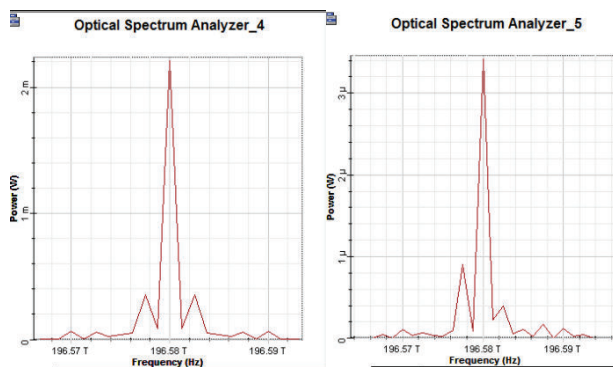 Optical Spectrum Analyzer_4
2 m
1 m
0
Power (W)
196.57 T
196.58 T
196.59 T
Frequency (Hz)
Optical Spectrum Analyzer_5
3 µ
2 µ
1 µ
0
Power (W)
196.57 T
196.58 T
196.59 T
Frequency (Hz)